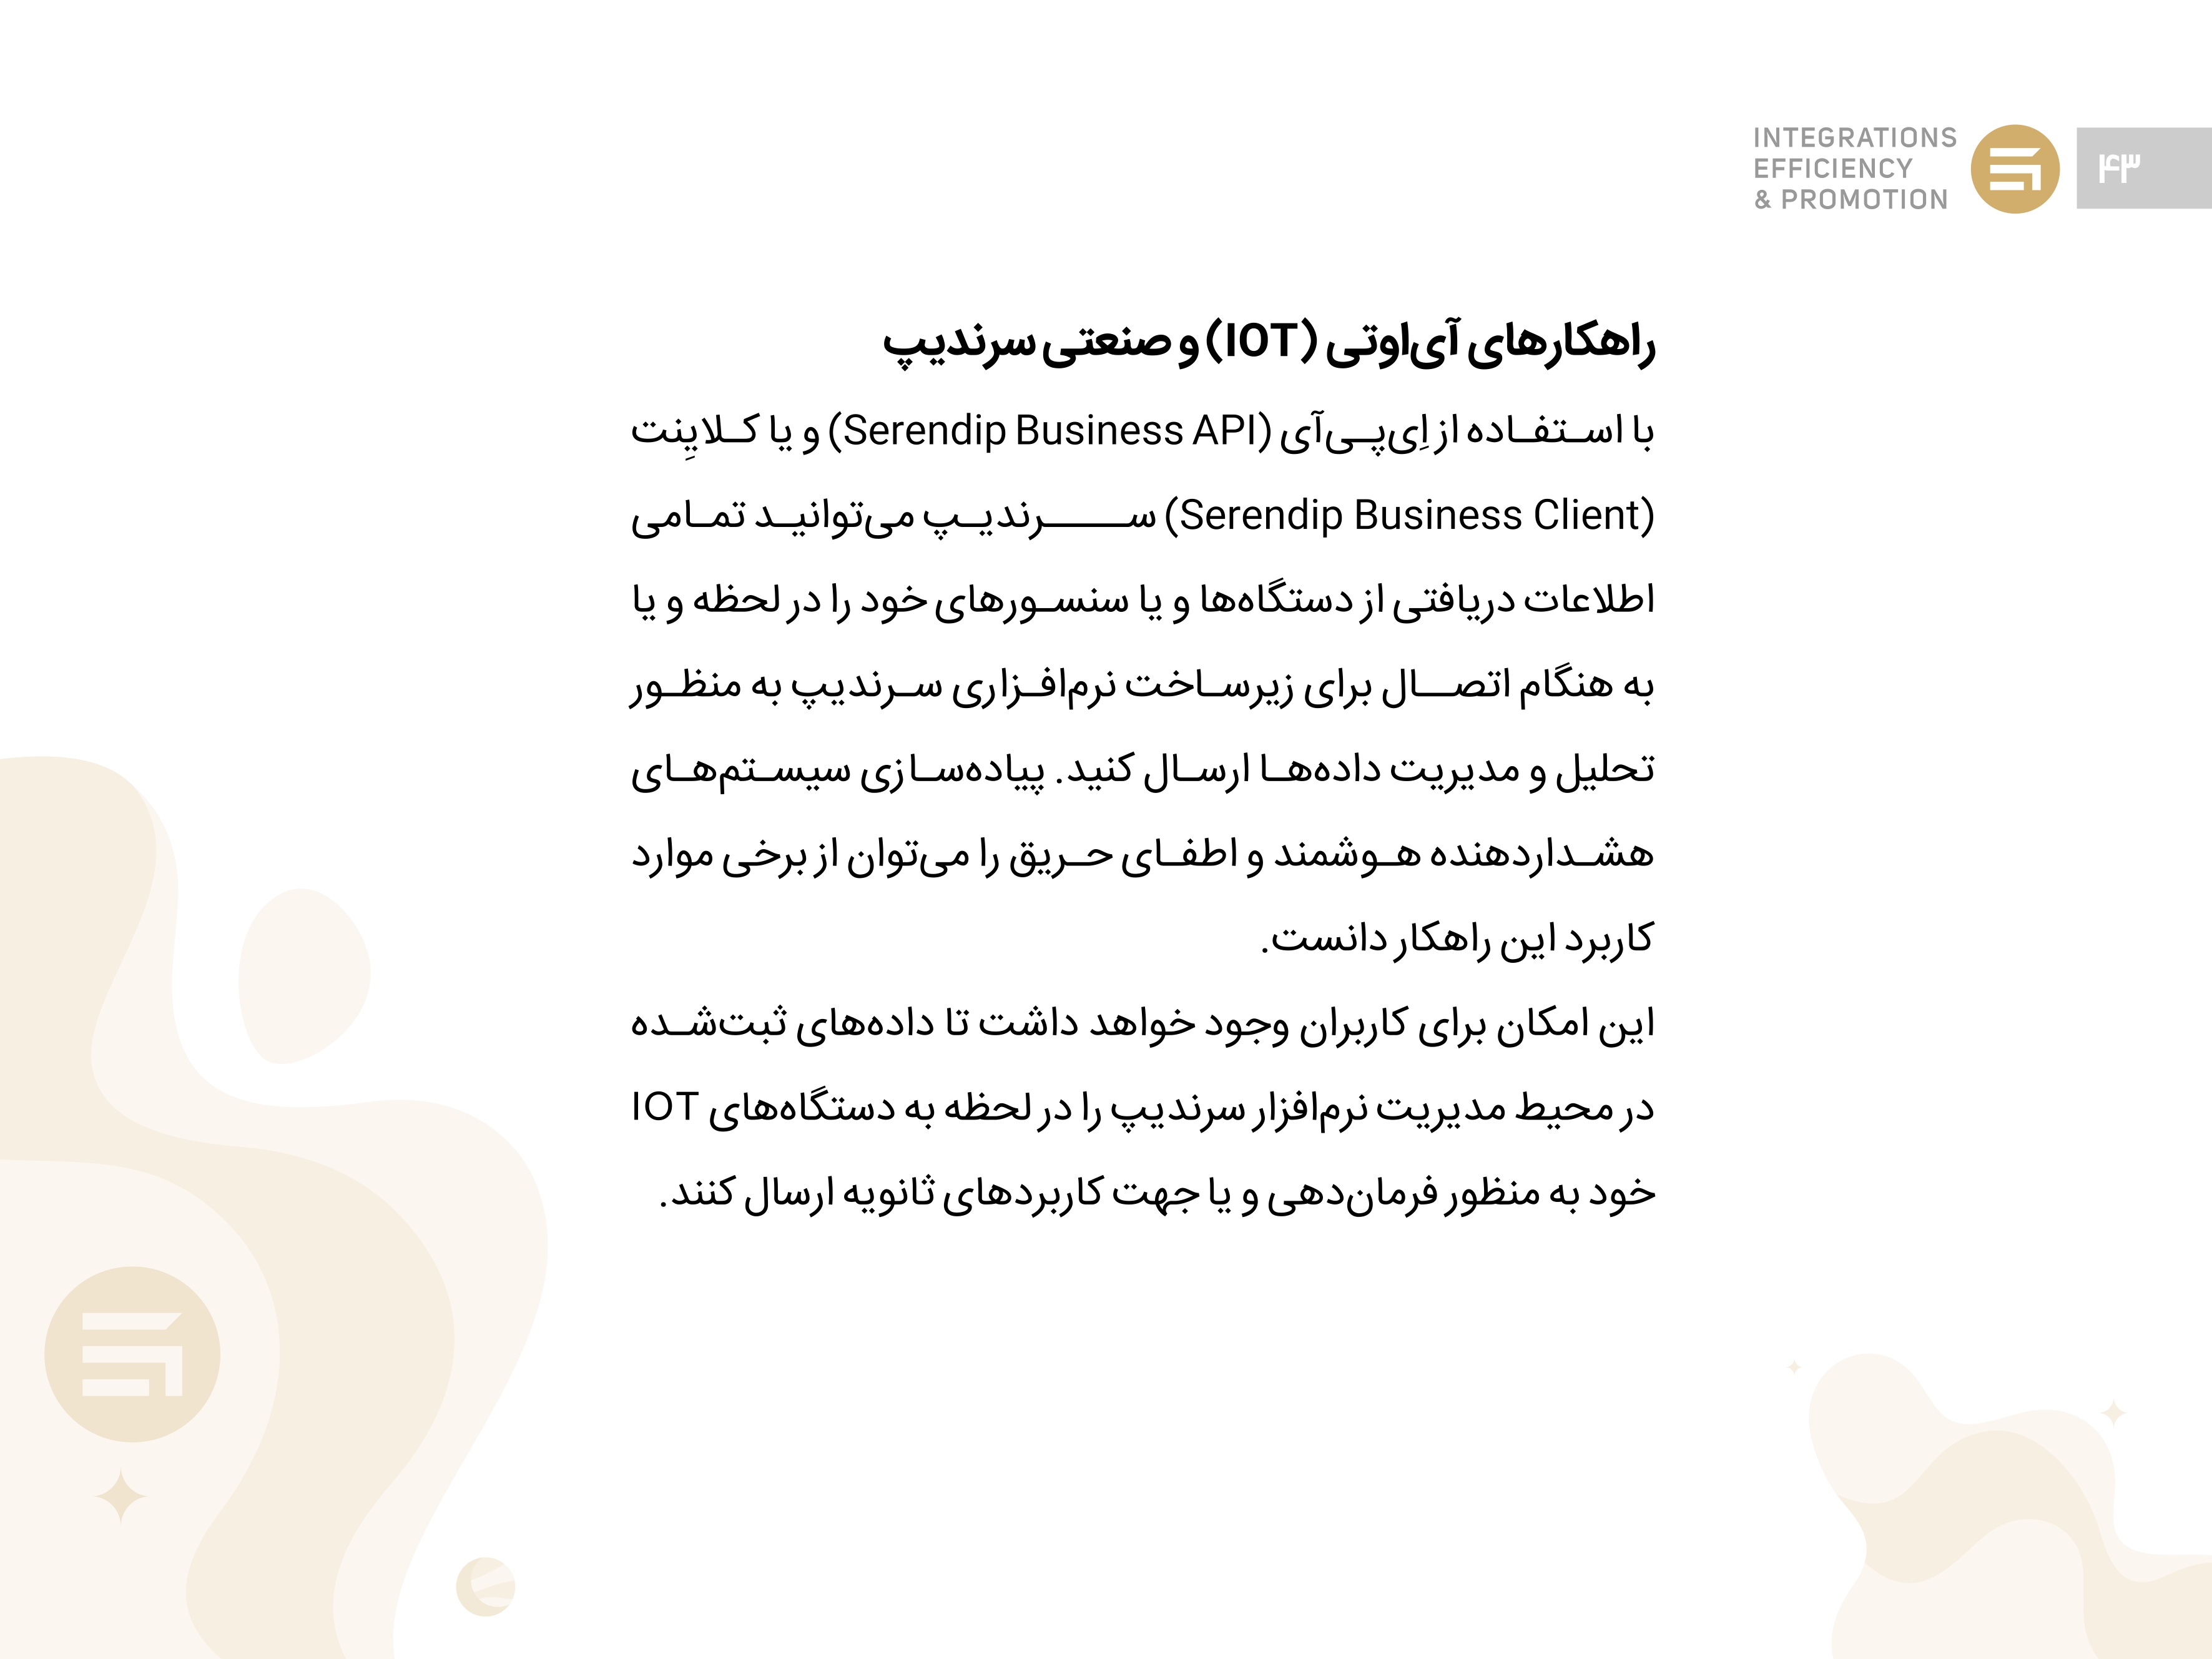 INTEGRATIONS
EFFICIENCY
& PROMOTION
۴۳
راهکارهای آی‌اوتی (IOT) و صنعتی سرندیپ
با استفاده از اِی‌پی‌آی (Serendip Business API) و یا کلایِنت
(Serendip Business Client) سرندیپ می‌توانید تمامی
اطلاعات دریافتی از دستگاه‌ها و یا سنسورهای خود را در لحظه و یا
به هنگام اتصال برای زیرساخت نرم‌افزاری سرندیپ به منظور
تحلیل و مدیریت داده‌ها ارسال کنید. پیاده‌سازی سیستم‌های
هشداردهنده هوشمند و اطفای حریق را می‌توان از برخی موارد
کاربرد این راهکار دانست.
این امکان برای کاربران وجود خواهد داشت تا داده‌های ثبت‌شده
در محیط مدیریت نرم‌افزار سرندیپ را در لحظه به دستگاه‌های IOT
خود به منظور فرمان‌دهی و یا جهت کاربردهای ثانویه ارسال کنند.